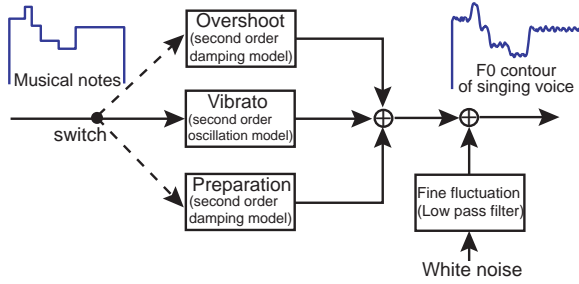 Musical notes
switch
Overshoot
(second order
damping model)
Vibrato
(second order
oscillation model)
Preparation
(second order
damping model)
F0 contour
of singing voice
Fine fluctuation
(Low pass filter)
White noise